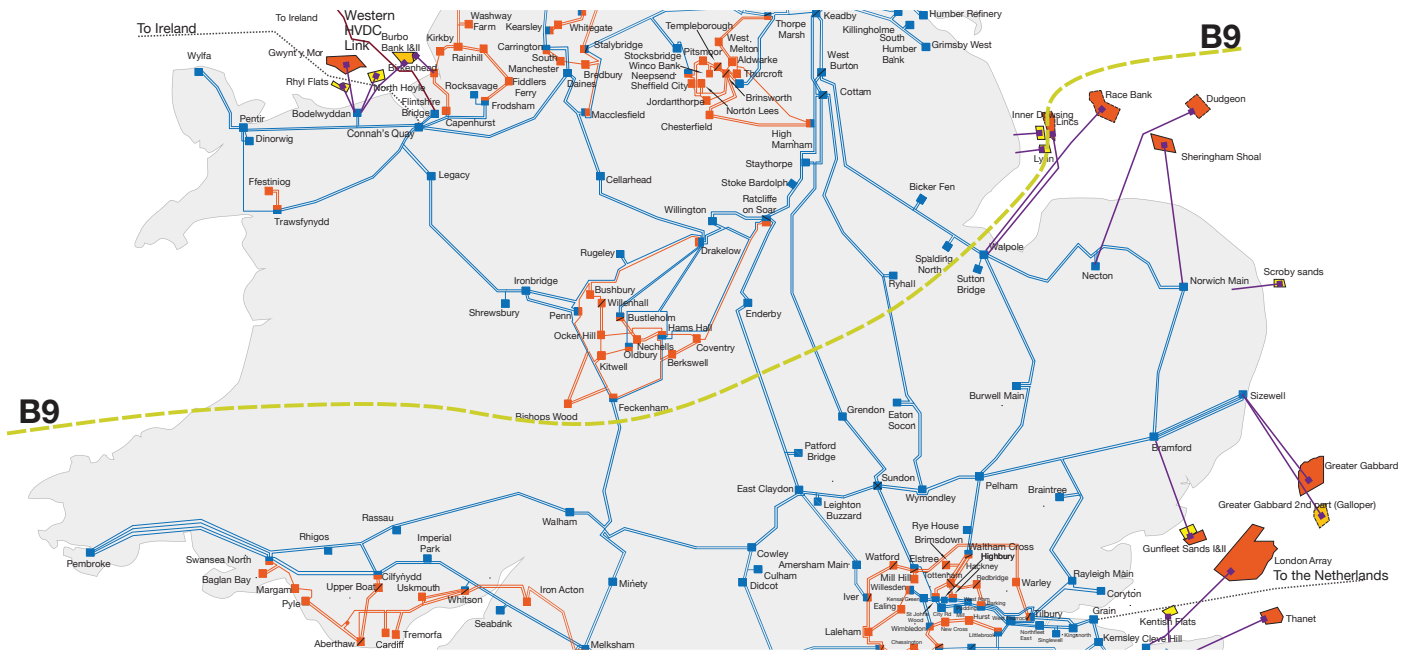 To Ireland
To Ireland
Western
HVDC
Link
Burbo
Bank I&II
Gwynt y Mor
Rhyl Flats
North Hoyle
Birkenhead
Kirkby
Washway
Farm
Kearsley
Whitegate
Rainhill
Carrington
South
Manchester
Stalybridge
Bredbury
Daines
Fiddlers
Ferry
Rocksavage
Frodsham
Capenhurst
Flintshire
Bridge
Connah's Quay
Bodelwyddan
Wylfa
Pentir
Dinorwig
Ffestiniog
Trawsfynydd
Legacy
Macclesfield
Cellarhead
Templeborough
West
Melton
Thorpe
Marsh
Stocksbridge
Pitsmoor
Aldwarke
Winco Bank
Neepsend
Thurcroft
Sheffield City
Brinsworth
Jordanthorpe
Norton Lees
Chesterfield
High
Marnham
Keadby
Humber Refinery
Killingholme
South
Humber
Bank
Grimsby West
West
Burton
Cottam
Staythorpe
Stoke Bardolph
Ratcliffe
on Soar
Willington
Drakelow
Rugeley
Ironbridge
Shrewsbury
Penn
Bushbury
Willenhall
Bustleholm
Ocker Hill
Hams Hall
Nechells
Oldbury
Coventry
Berkswell
Kitwell
Bishops Wood
Feckenham
Enderby
Ryhall
Bicker Fen
Spalding
North
Sutton
Bridge
Walpole
B9
Inner Dowsing
Lincs
Lynn
Race Bank
Dudgeon
Sheringham Shoal
Necton
Norwich Main
Scroby sands
B9
Burwell Main
Grendon
Eaton
Socon
Patford
Bridge
Sizewell
Bramford
Greater Gabbard
Greater Gabbard 2nd part (Galloper)
Gunfleet Sands I&II
London Array
To the Netherlands
Kentish Flats
Thanet
Cleve Hill
East Claydon
Leighton
Buzzard
Sundon
Wymondley
Pelham
Braintree
Rye House
Brimsdown
Waltham Cross
Highbury
Hackney
Watford
Elstree
Tottenham
Redbridge
Mill Hill
Willesden
Warley
Amersham Main
Iver
Ealing
Kensal Green
St Johns
Wood
City Rd
West Ham
Barking
Hurst
Wimbledon
New Cross
Laleham
Chessington
Littlebrook
Tilbury
Northfleet
East
Singlewell
Kingsnorth
Rayleigh Main
Coryton
Grain
Kemsley
Cowley
Culham
Didcot
Minety
Melksham
Walham
Rassau
Rhigos
Imperial
Park
Pembroke
Swansea North
Baglan Bay
Margam
Pyle
Cilfynydd
Upper Boat
Uskmouth
Whitson
Iron Acton
Seabank
Aberthaw
Cardiff
Tremorfa